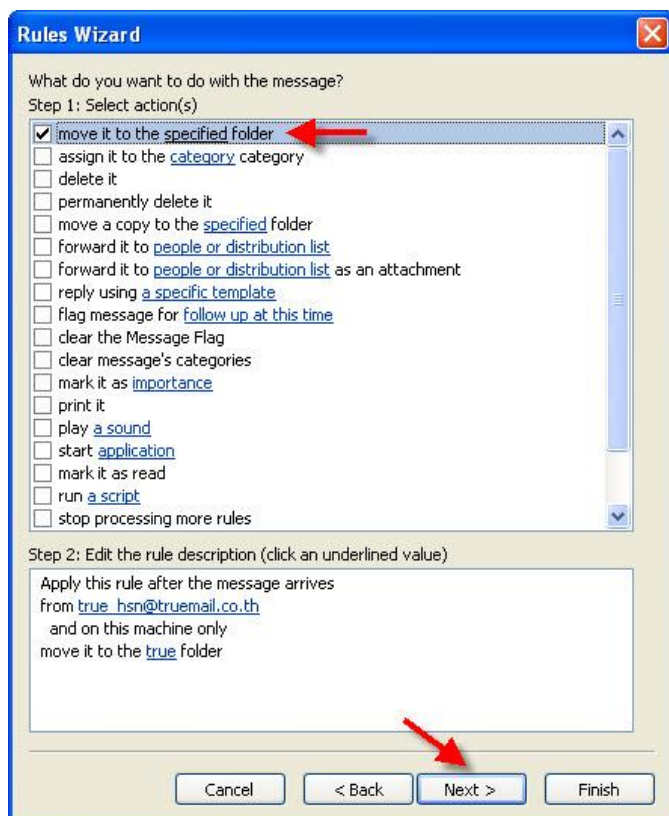 Rules Wizard
What do you want to do with the message?
Step 1: Select action(s)
move it to the specified folder
assign it to the category category
delete it
permanently delete it
move a copy to the specified folder
forward it to people or distribution list
forward it to people or distribution list as an attachment
reply using a specific template
flag message for follow up at this time
clear the Message Flag
clear message's categories
mark it as importance
print it
play a sound
start application
mark it as read
run a script
stop processing more rules
Step 2: Edit the rule description (click an underlined value)
Apply this rule after the message arrives
from true_hsn@truemail.co.th
and on this machine only
move it to the true folder
Cancel < Back Next > Finish